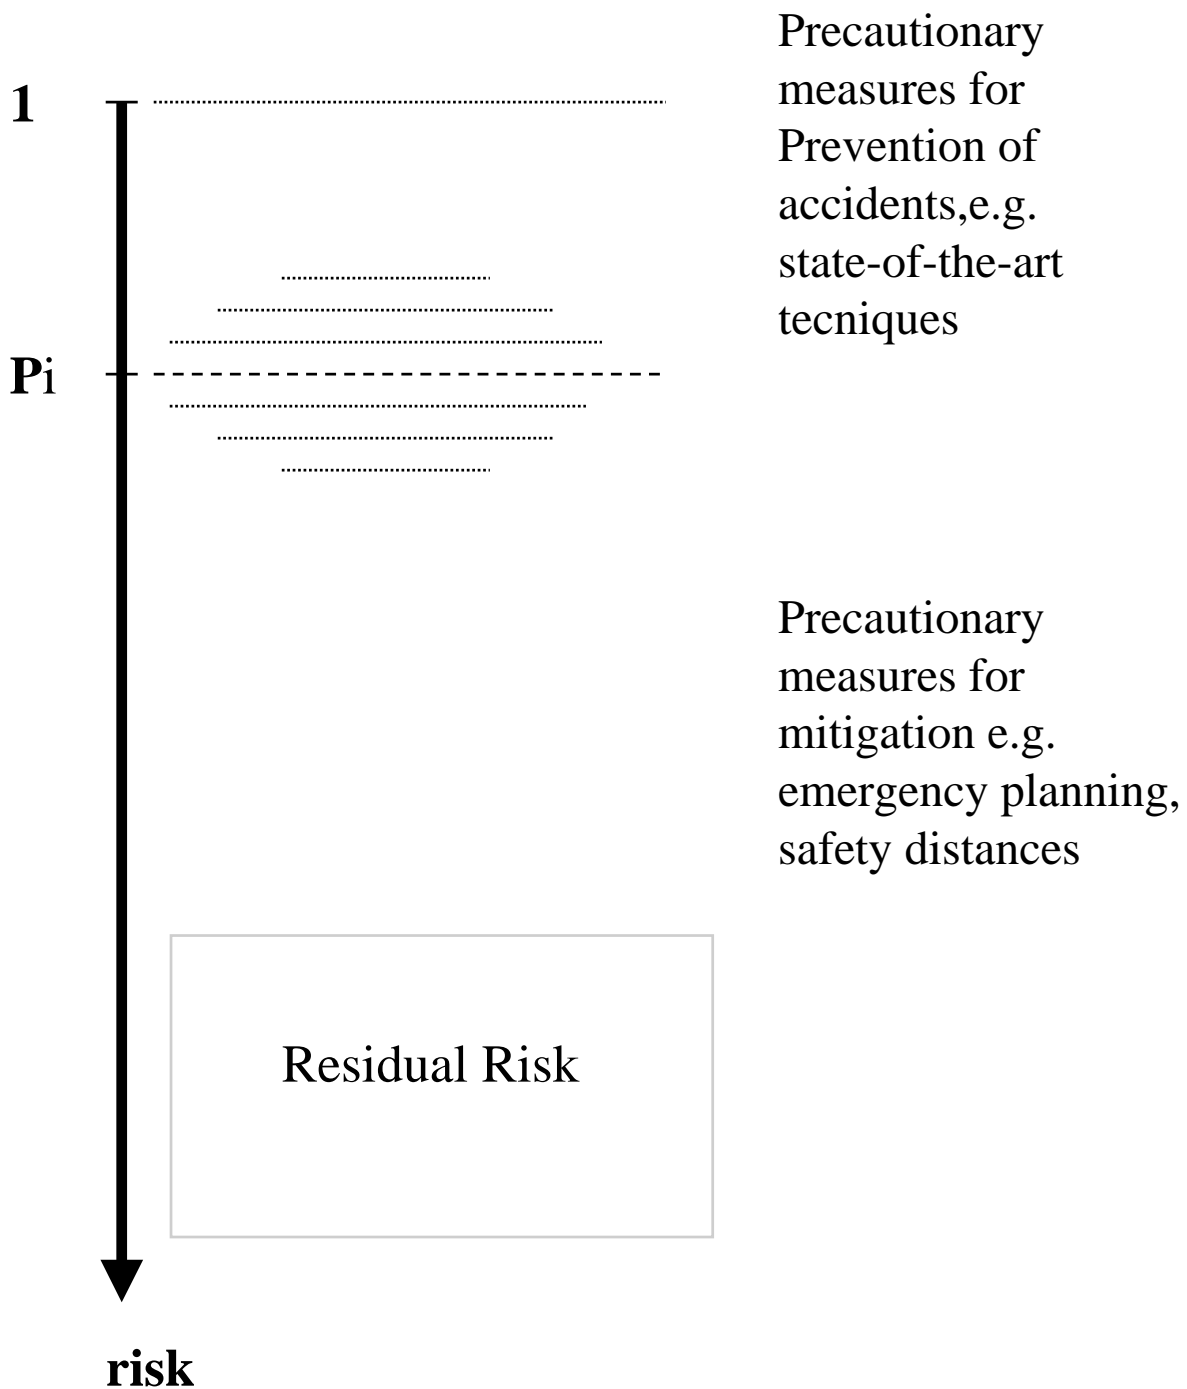 Precautionary
measures for
Prevention of
accidents,e.g.
state-of-the-art
tecniques
1
Pi
Precautionary
measures for
mitigation e.g.
emergency planning,
safety distances
Residual Risk
risk